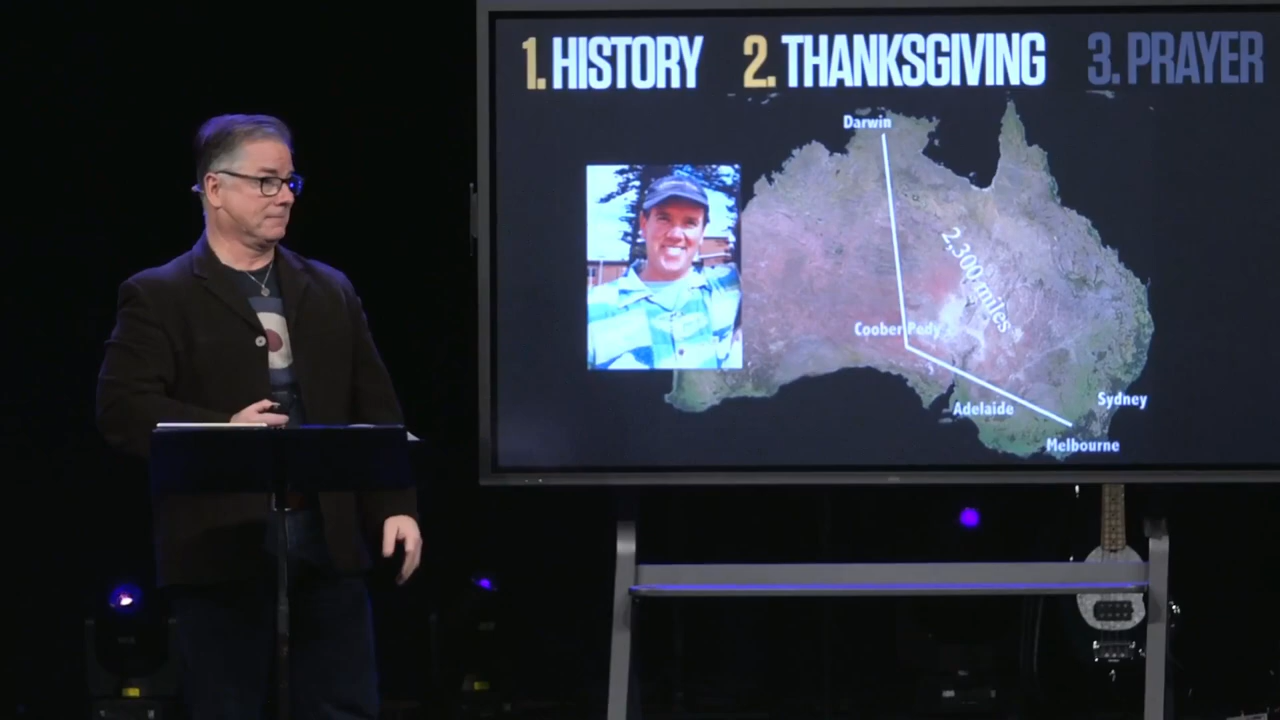 1. HISTORY 2. THANKSGIVING 3. PRAYER
Darwin
2,300 miles
Coober Pedy
Sydney
Adelaide
Melbourne